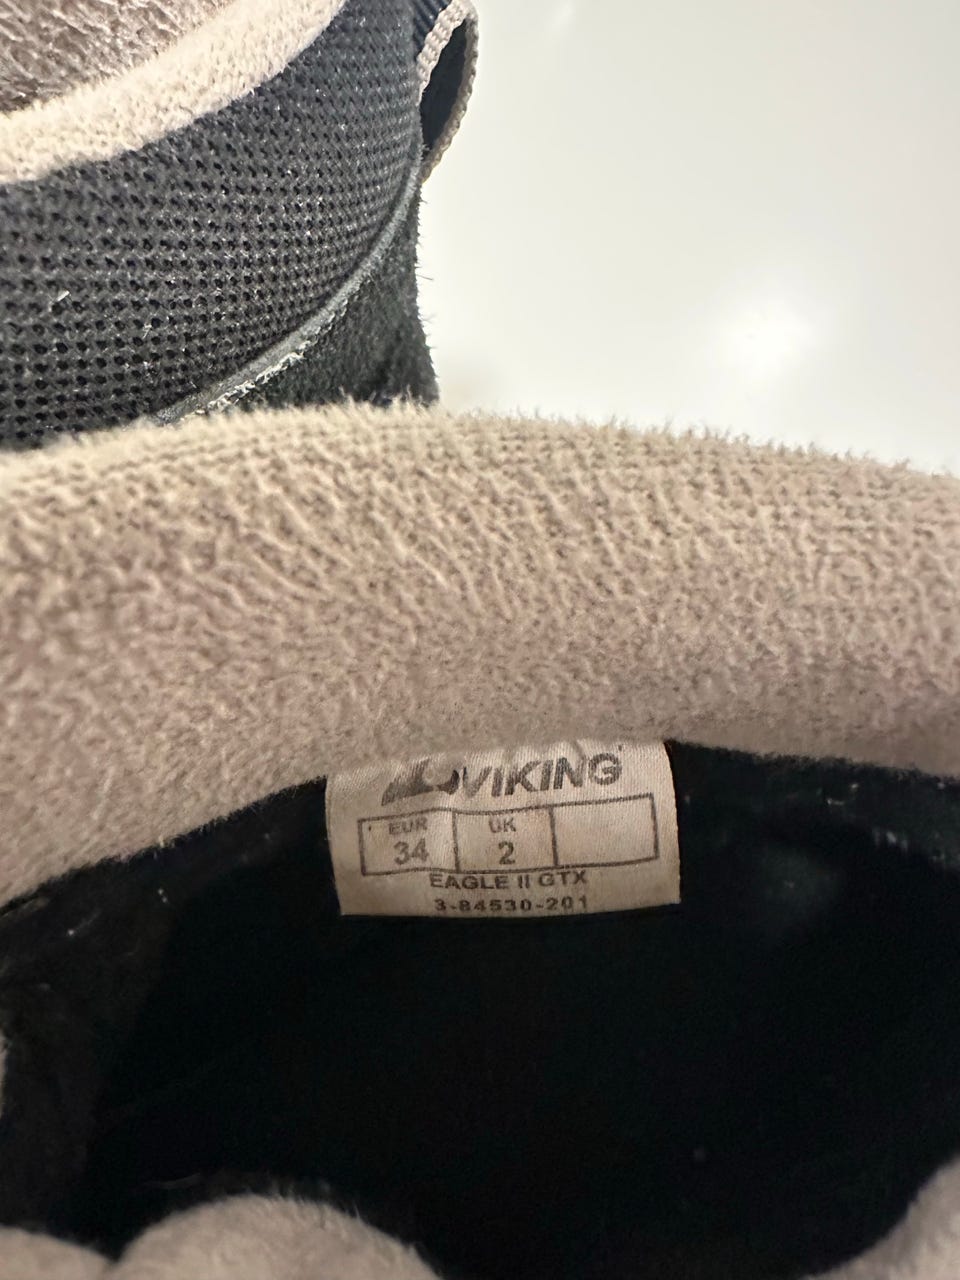 VIKING
EUR UK
34 2
EAGLE II GTX
3-84530-201